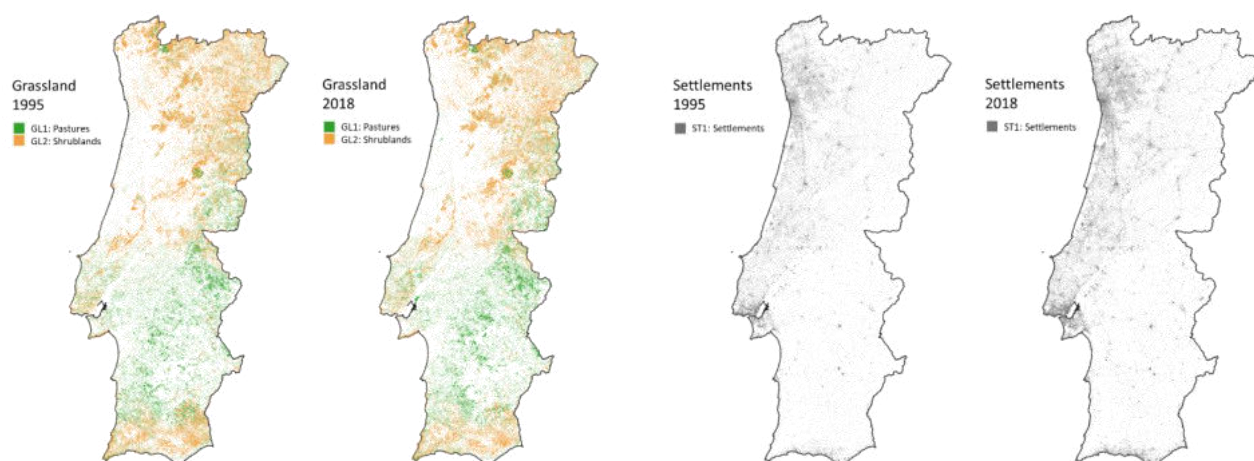 Grassland
1995
GL1: Pastures
GL2: Shrublands
Grassland
2018
GL1: Pastures
GL2: Shrublands
Settlements
1995
ST1: Settlements
Settlements
2018
ST1: Settlements